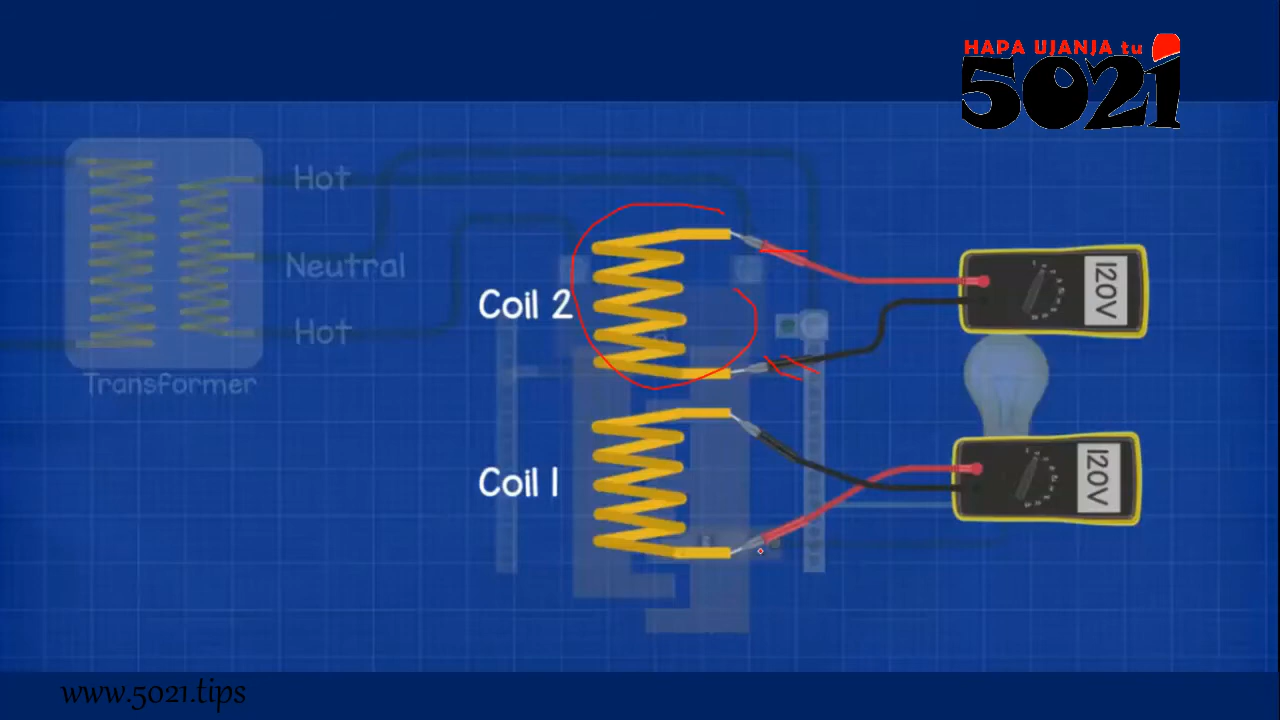 HAPA UJANJA tu
5021
Hot
Neutral
Hot
Transformer
Coil 2
120V
Coil 1
120V
www.5021.tips